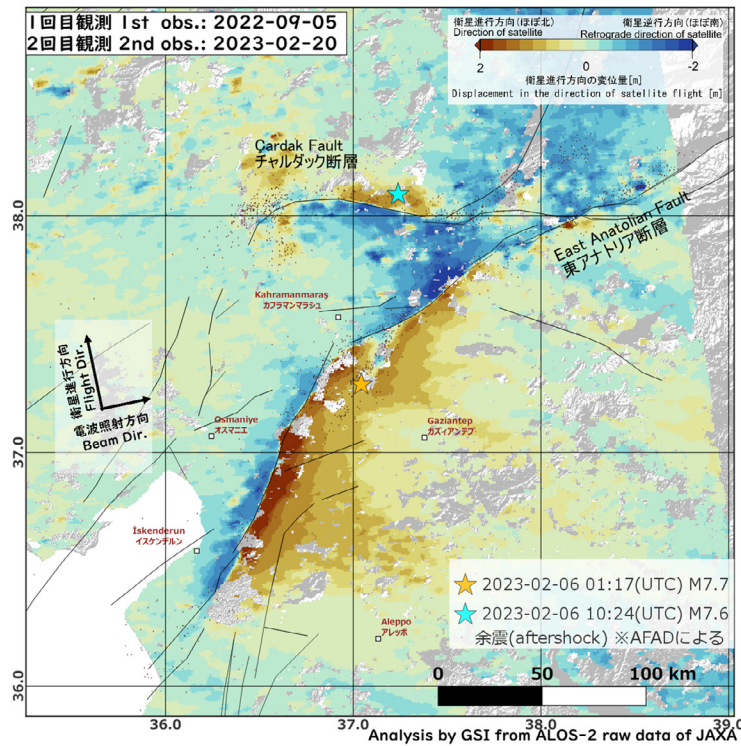 1回目観測 1st obs.: 2022-09-05
2回目観測 2nd obs.: 2023-02-20
衛星進行方向(ほぼ北)
Direction of satellite
衛星逆行方向(ほぼ南)
Retrograde direction of satellite
2
0
-2
衛星進行方向の変位量[m]
Displacement in the direction of satellite flight [m]
Çardak Fault
チャルダック断層
East Anatolian Fault
東アナトリア断層
Kahramanmaraş
カフラマンマラシュ
衛星進行方向
Flight Dir.
電波照射方向
Beam Dir.
Osmaniye
オスマニエ
Gaziantep
ガズィアンテプ
İskenderun
イスケンデルン
Aleppo
アレッポ
2023-02-06 01:17(UTC) M7.7
2023-02-06 10:24(UTC) M7.6
余震(aftershock) ※AFADによる
0
50
100 km
38.0
37.0
36.0
36.0
37.0
38.0
39.0
Analysis by GSI from ALOS-2 raw data of JAXA